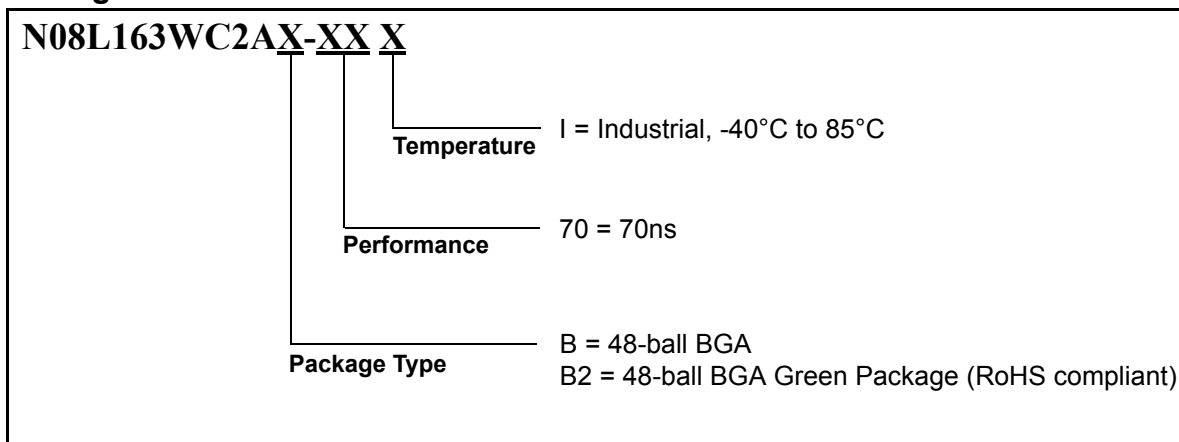 N08L163WC2AX-XX X
I = Industrial, -40°C to 85°C
Temperature
70 = 70ns
Performance
B = 48-ball BGA
Package Type
B2 = 48-ball BGA Green Package (RoHS compliant)